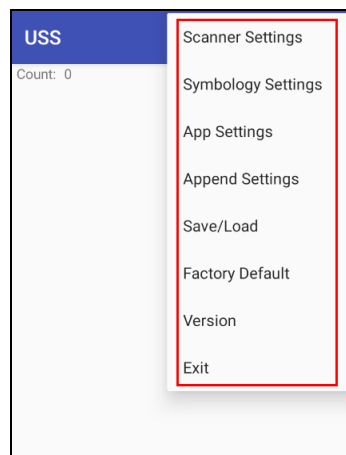 USS
Count: 0
Scanner Settings
Symbology Settings
App Settings
Append Settings
Save/Load
Factory Default
Version
Exit